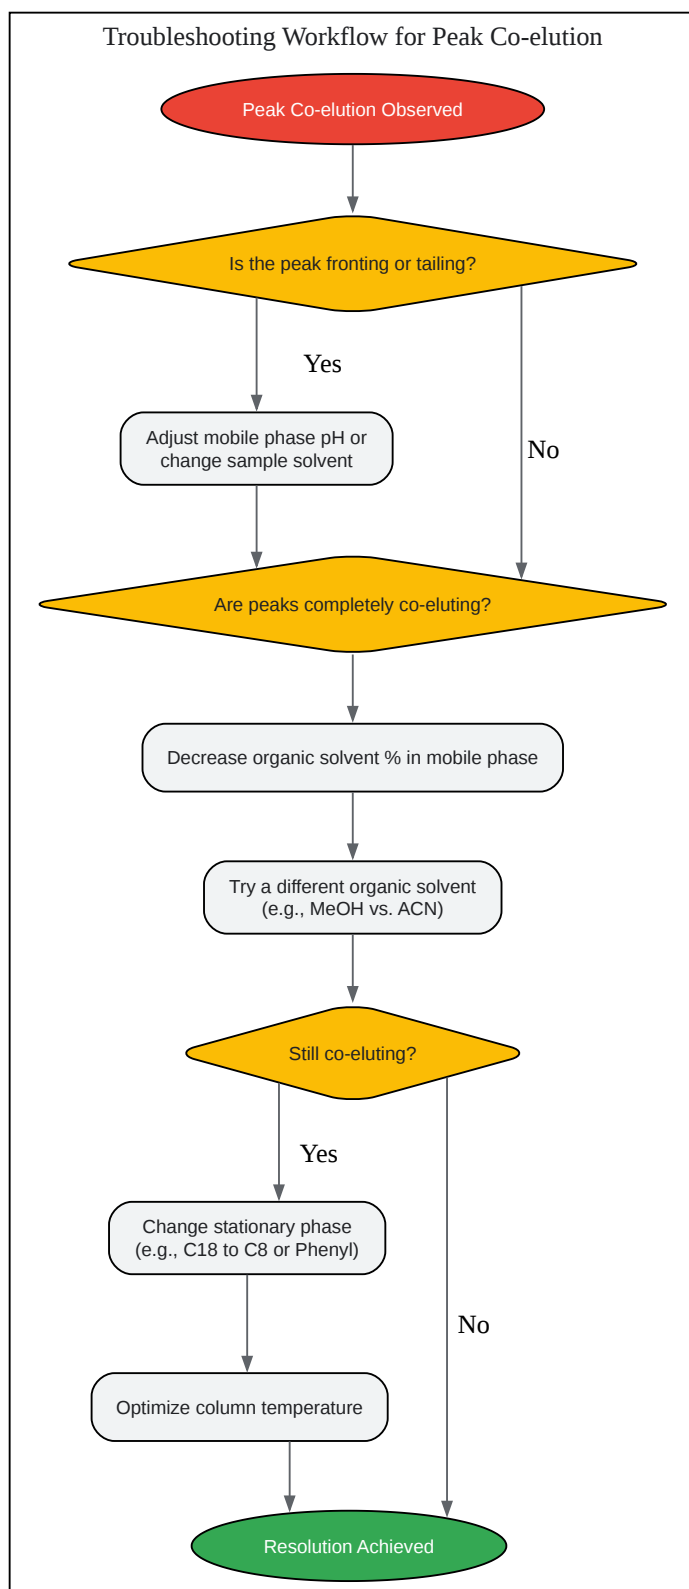 Troubleshooting Workflow for Peak Co-elution
Peak Co-elution Observed
Is the peak fronting or tailing?
Yes
Adjust mobile phase pH or
change sample solvent
No
Are peaks completely co-eluting?
Decrease organic solvent % in mobile phase
Try a different organic solvent
(e.g., MeOH vs. ACN)
Still co-eluting?
Yes
Change stationary phase
(e.g., C18 to C8 or Phenyl)
No
Optimize column temperature
Resolution Achieved